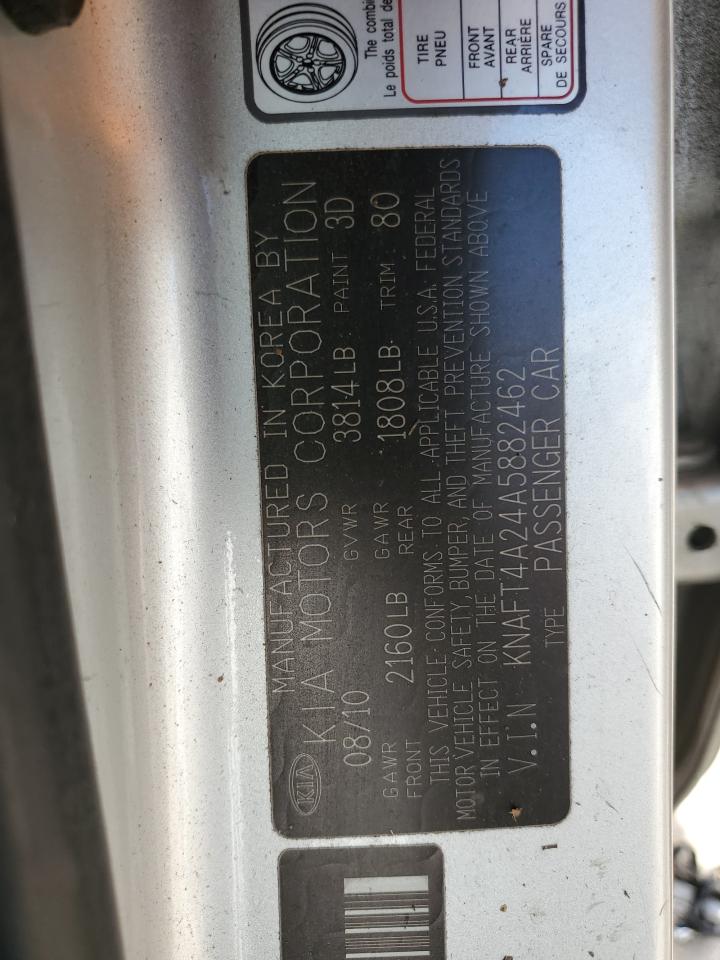 MANUFACTURED IN KOREA BY
KIA
KIA MOTORS CORPORATION
08/10 GVWR 3814LB PAINT 3D
GAWR FRONT 2160LB GAWR REAR 1808LB TRIM 80
THIS VEHICLE CONFORMS TO ALL APPLICABLE U.S.A. FEDERAL
MOTOR VEHICLE SAFETY, BUMPER, AND THEFT PREVENTION STANDARDS
IN EFFECT ON THE DATE OF MANUFACTURE SHOWN ABOVE
V.I.N KNAFT4A24A5882462
TYPE PASSENGER CAR
The
Le poids total
TIRE
PNEU
FRONT
AVANT
REAR
ARRIÈRE
SPARE
DE SECOURS